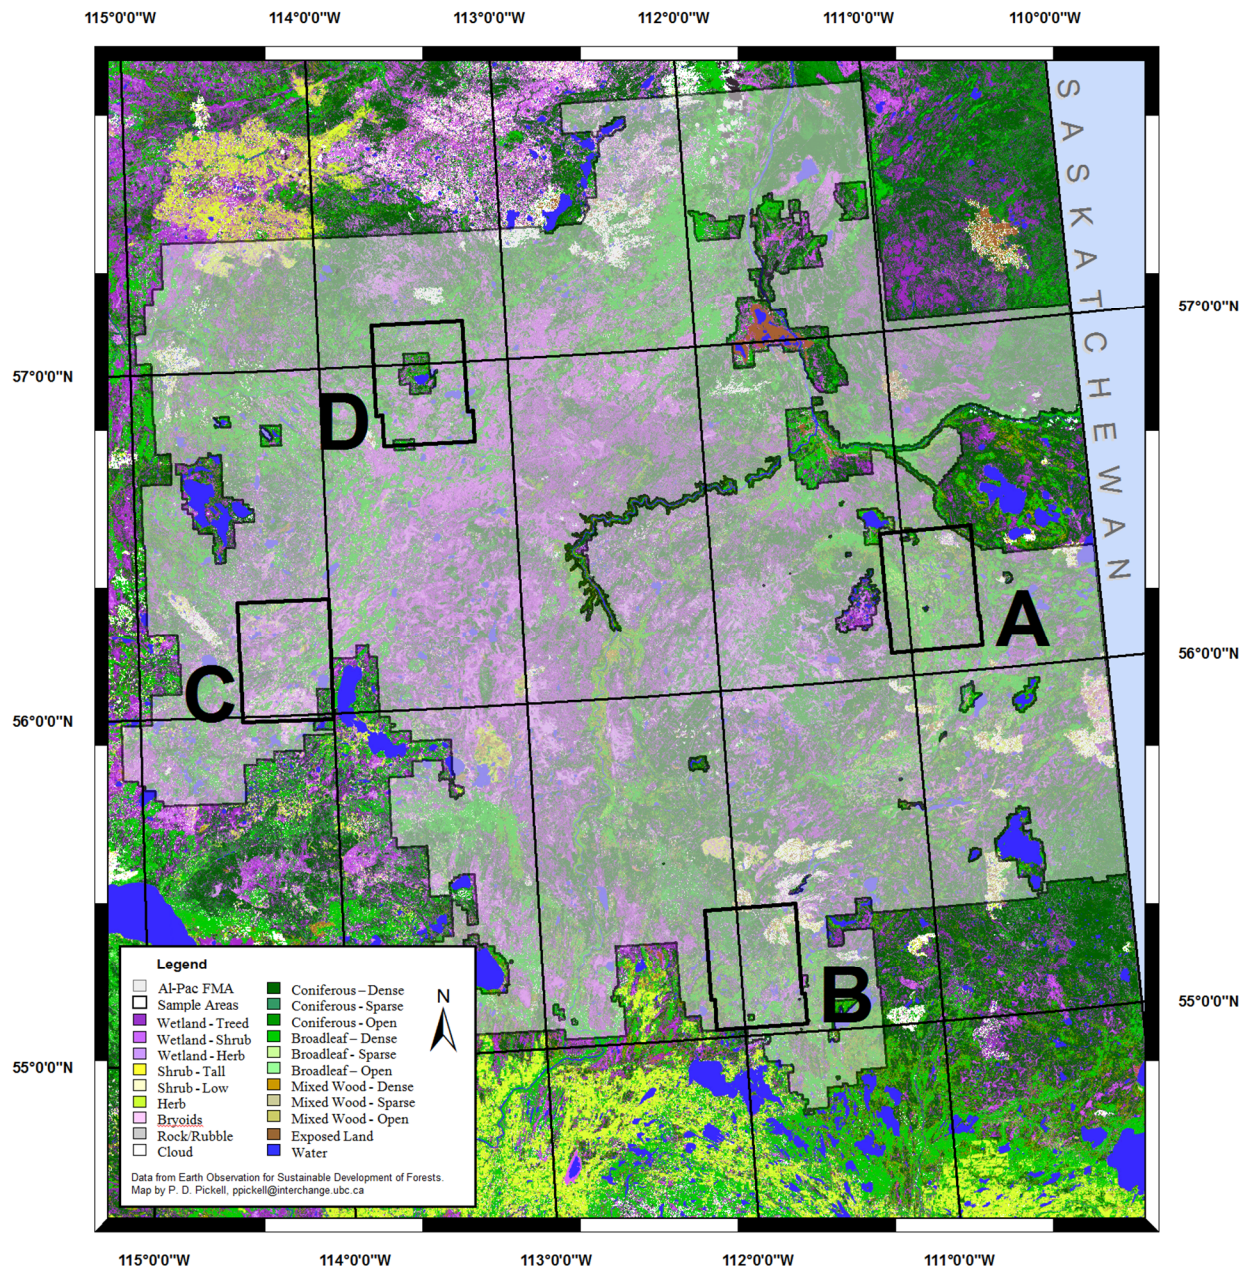 115°0'0"W 114°0'0"W 113°0'0"W 112°0'0"W 111°0'0"W 110°0'0"W
SASKATCHEWAN
57°0'0"N
57°0'0"N
D
A
56°0'0"N
C
56°0'0"N
B
55°0'0"N
55°0'0"N
Legend
Al-Pac FMA
Sample Areas
Wetland - Treed
Wetland - Shrub
Wetland - Herb
Shrub - Tall
Shrub - Low
Herb
Bryoids
Rock/Rubble
Cloud
Coniferous – Dense
Coniferous - Sparse
Coniferous - Open
Broadleaf – Dense
Broadleaf - Sparse
Broadleaf – Open
Mixed Wood - Dense
Mixed Wood - Sparse
Mixed Wood - Open
Exposed Land
Water
N
Data from Earth Observation for Sustainable Development of Forests.
Map by P. D. Pickell, ppickell@interchange.ubc.ca
115°0'0"W 114°0'0"W 113°0'0"W 112°0'0"W 111°0'0"W